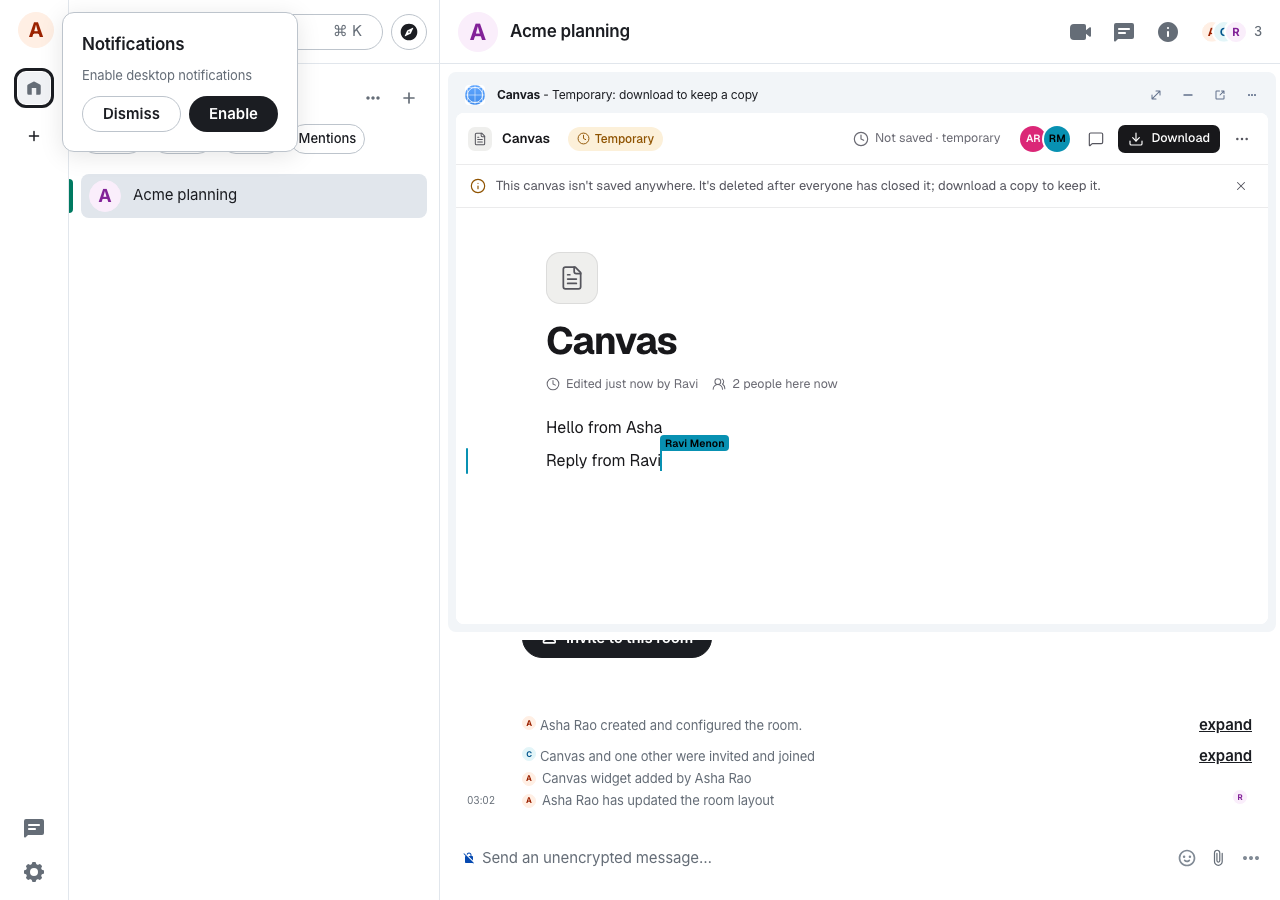 A
Notifications
Enable desktop notifications
Dismiss
Enable
⌘ K
Mentions
A
Acme planning
A
Acme planning
A
C
R
3
Canvas - Temporary: download to keep a copy
Canvas
Temporary
Not saved · temporary
AR
RM
Download
This canvas isn't saved anywhere. It's deleted after everyone has closed it; download a copy to keep it.
Canvas
Edited just now by Ravi
2 people here now
Hello from Asha
Ravi Menon
Reply from Ravi
Invite to this room
A
Asha Rao created and configured the room.
expand
C
Canvas and one other were invited and joined
expand
A
Canvas widget added by Asha Rao
03:02
A
Asha Rao has updated the room layout
R
Send an unencrypted message...